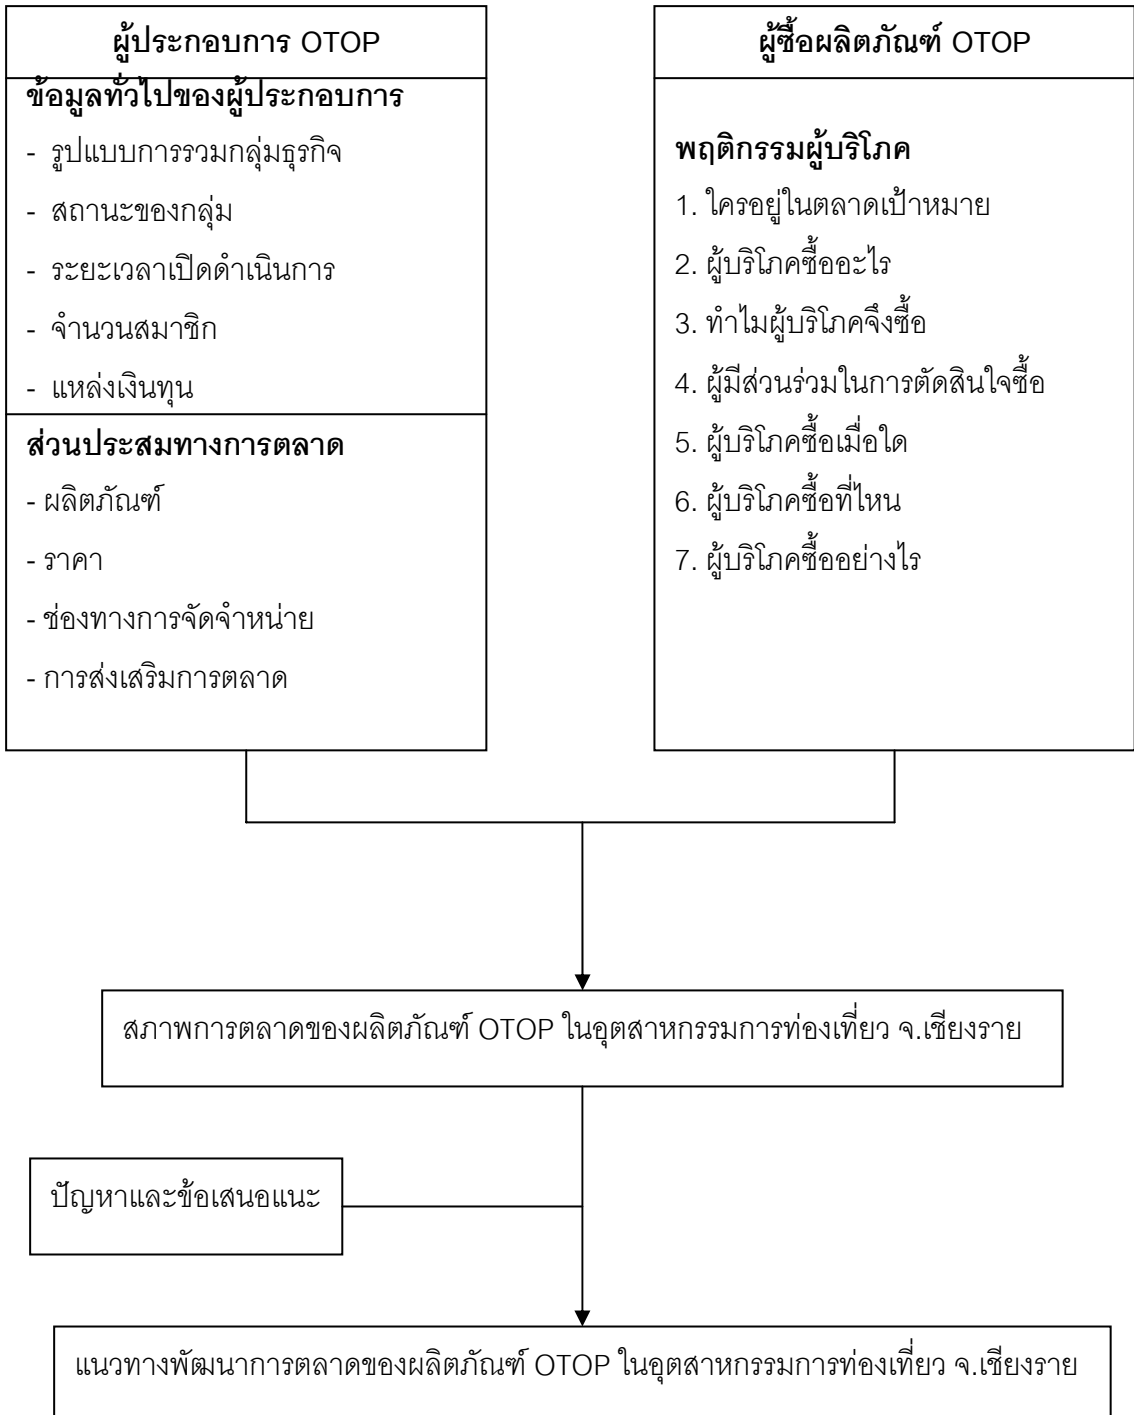 ผู้ประกอบการ OTOP
ข้อมูลทั่วไปของผู้ประกอบการ
- รูปแบบการรวมกลุ่มธุรกิจ
- สถานะของกลุ่ม
- ระยะเวลาเปิดดำเนินการ
- จำนวนสมาชิก
- แหล่งเงินทุน
ส่วนประสมทางการตลาด
- ผลิตภัณฑ์
- ราคา
- ช่องทางการจัดจำหน่าย
- การส่งเสริมการตลาด
ผู้ซื้อผลิตภัณฑ์ OTOP
พฤติกรรมผู้บริโภค
1. ใครอยู่ในตลาดเป้าหมาย
2. ผู้บริโภคซื้ออะไร
3. ทำไมผู้บริโภคจึงซื้อ
4. ผู้มีส่วนร่วมในการตัดสินใจซื้อ
5. ผู้บริโภคซื้อเมื่อใด
6. ผู้บริโภคซื้อที่ไหน
7. ผู้บริโภคซื้ออย่างไร
สภาพการตลาดของผลิตภัณฑ์ OTOP ในอุตสาหกรรมการท่องเที่ยว จ.เชียงราย
ปัญหาและข้อเสนอแนะ
แนวทางพัฒนาการตลาดของผลิตภัณฑ์ OTOP ในอุตสาหกรรมการท่องเที่ยว จ.เชียงราย